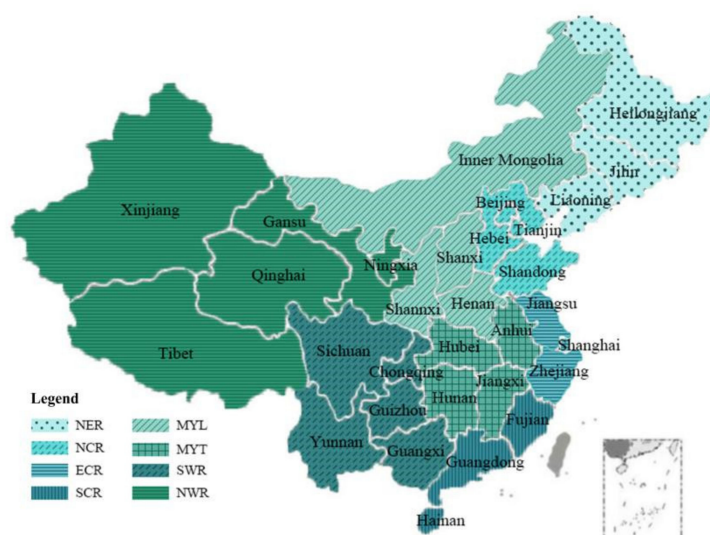 Heilongjiang
Jilin
Liaoning
Inner Mongolia
Beijing
Tianjin
Hebei
Shanxi
Shandong
Xinjiang
Gansu
Ningxia
Qinghai
Shannxi
Henan
Jiangsu
Anhui
Shanghai
Tibet
Sichuan
Hubei
Zhejiang
Chongqing
Hunan
Jiangxi
Guizhou
Fujian
Yunnan
Guangxi
Guangdong
Hainan
Legend
NER MYL
NCR MYT
ECR SWR
SCR NWR